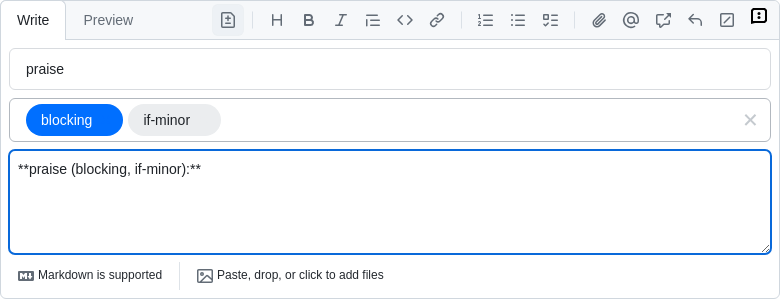 Write Preview
praise
blocking if-minor
**praise (blocking, if-minor):**
Markdown is supported Paste, drop, or click to add files